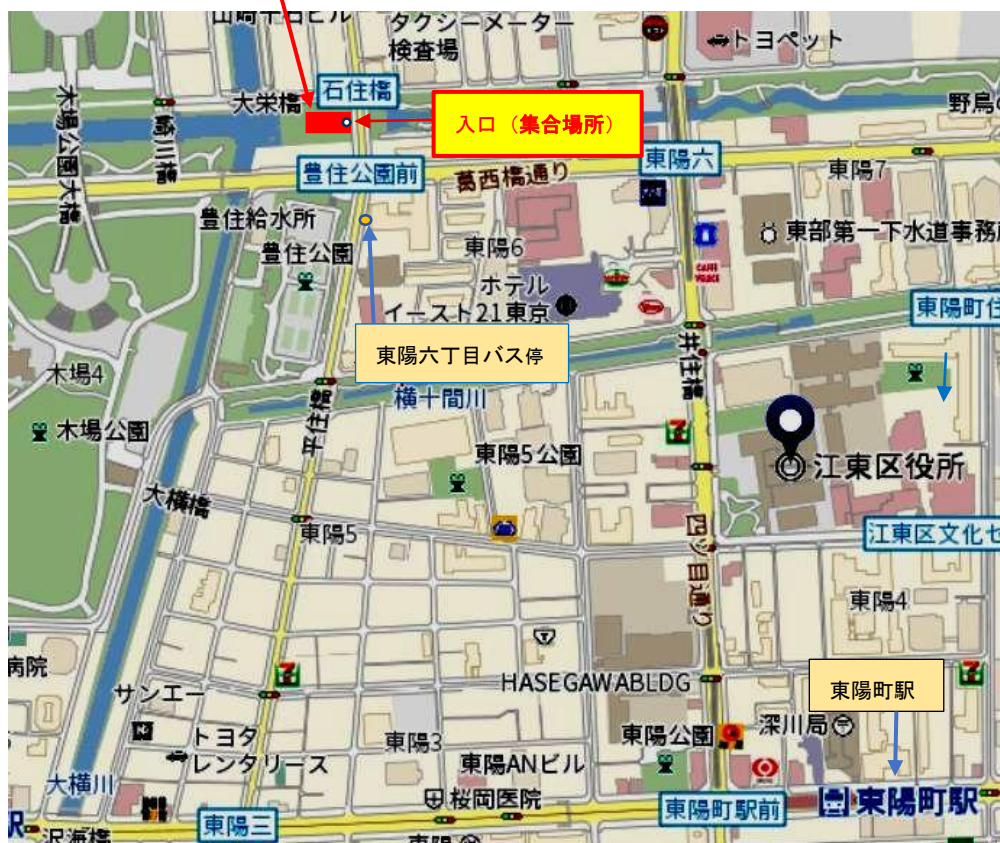 タクシーメーター
検査場
トヨペット
大栄橋
石住橋
入口（集合場所）
野鳥の
木場公園大橋
崎川橋
豊住公園前
葛西橋通り
東陽六
東陽7
豊住給水所
豊住公園
東陽6
東部第一下水道事務所
CAFE
ホテル
イースト21東京
東陽町住
東陽六丁目バス停
井住橋
木場4
横十間川
平住橋
木場公園
東陽5公園
江東区役所
大横橋
東陽5
四ツ目通り
江東区文化セ
東陽4
病院
サンエー
HASEGAWABLDG
東陽町駅
トヨタ
レンタリース
東陽3
東陽公園
深川局
東陽ANビル
大横川
桜岡医院
東陽町駅前
東陽町駅
駅
沢海橋
東陽三
東陽